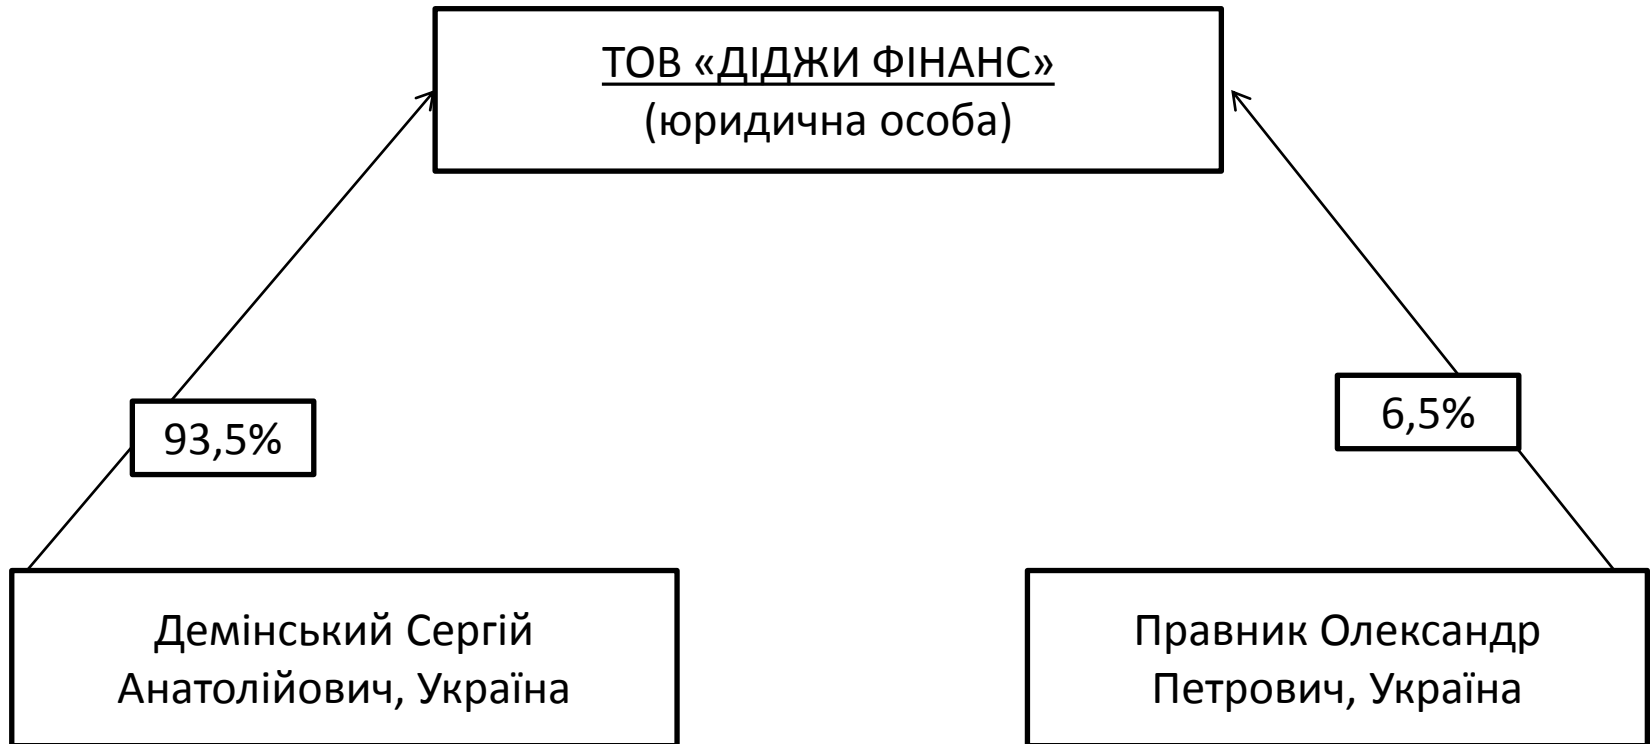 ТОВ «ДІДЖИ ФІНАНС»
(юридична особа)
93,5%
6,5%
Демінський Сергій
Анатолійович, Україна
Правник Олександр
Петрович, Україна